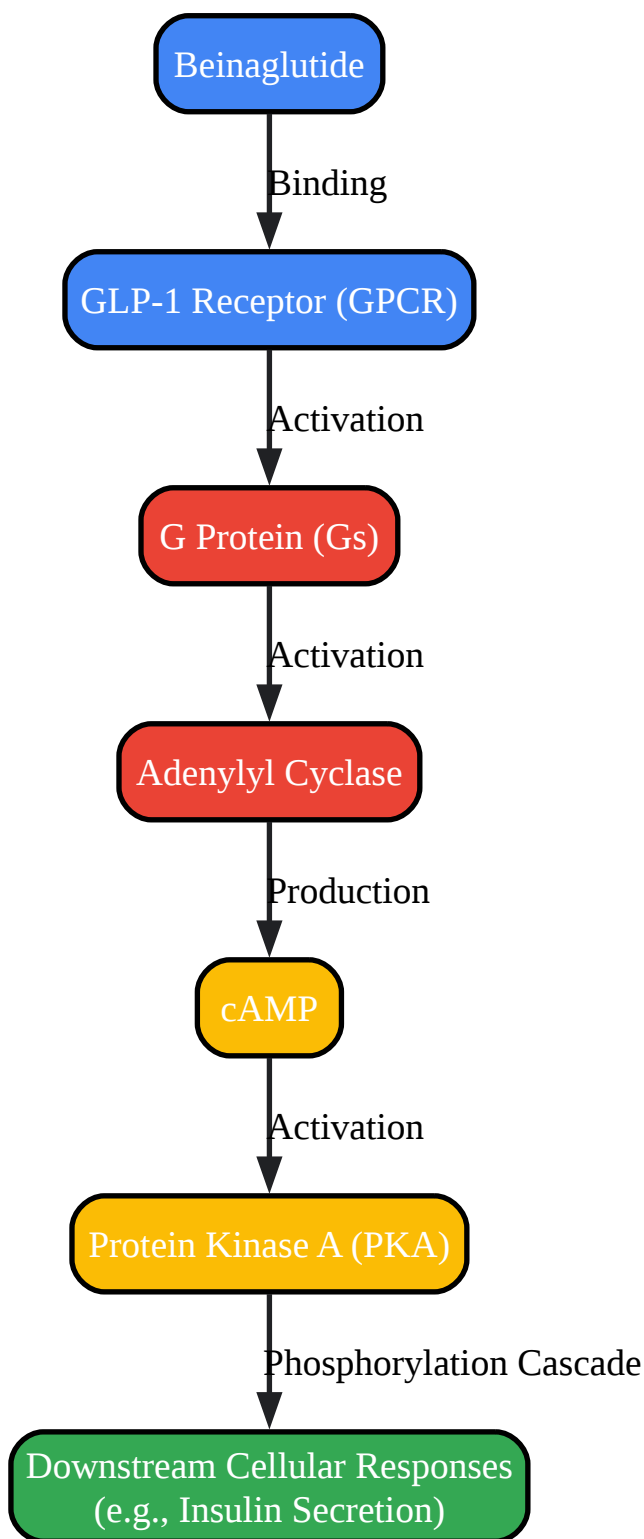 Beinaglutide
Binding
GLP-1 Receptor (GPCR)
Activation
G Protein (Gs)
Activation
Adenylyl Cyclase
Production
cAMP
Activation
Protein Kinase A (PKA)
Phosphorylation Cascade
Downstream Cellular Responses
(e.g., Insulin Secretion)